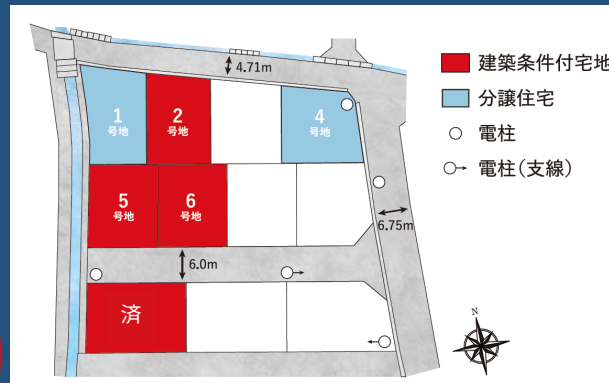 4.71m
1
号地
2
号地
4
号地
5
号地
6
号地
6.75m
6.0m
済
建築条件付宅地
分譲住宅
電柱
電柱(支線)
N